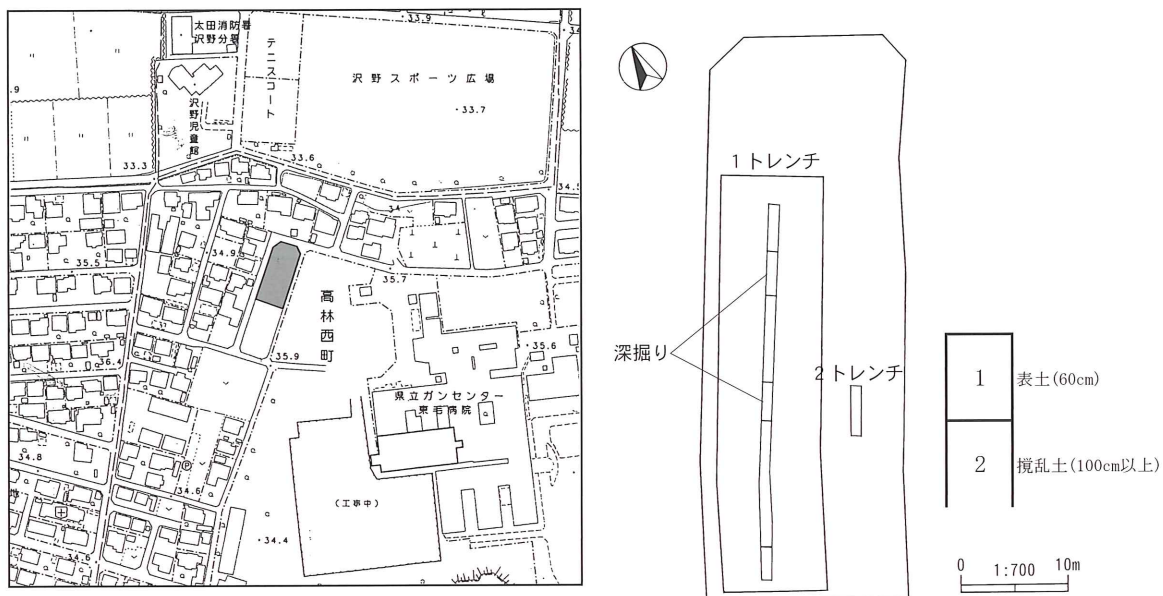 33.9
太田消防署
沢野分署
テニスコート
沢野スポーツ広場
・33.7
.9
沢野児童館
33.3
33.6
34.5
34.9
35.5
35.7
高林西町
35.9
・35.6
36.4
県立ガンセンター
東毛病院
34.8
P
34.6
(工事中)
・34.4
34.6
1トレンチ
深掘り
2トレンチ
1
表土(60cm)
2
撹乱土(100cm以上)
0
1:700
10m